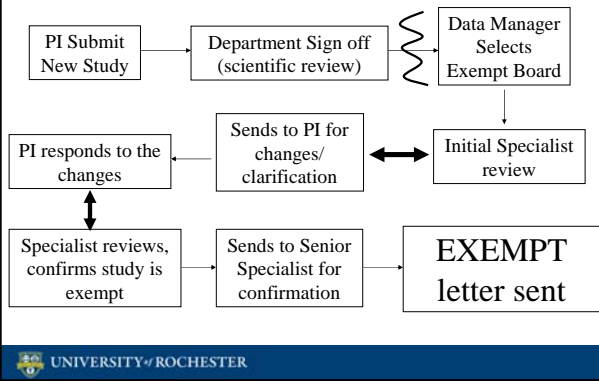 PI Submit
New Study
Department Sign off
(scientific review)
Data Manager
Selects
Exempt Board
Initial Specialist
review
Sends to PI for
changes/
clarification
PI responds to the
changes
Specialist reviews,
confirms study is
exempt
Sends to Senior
Specialist for
confirmation
EXEMPT
letter sent
UNIVERSITY of ROCHESTER